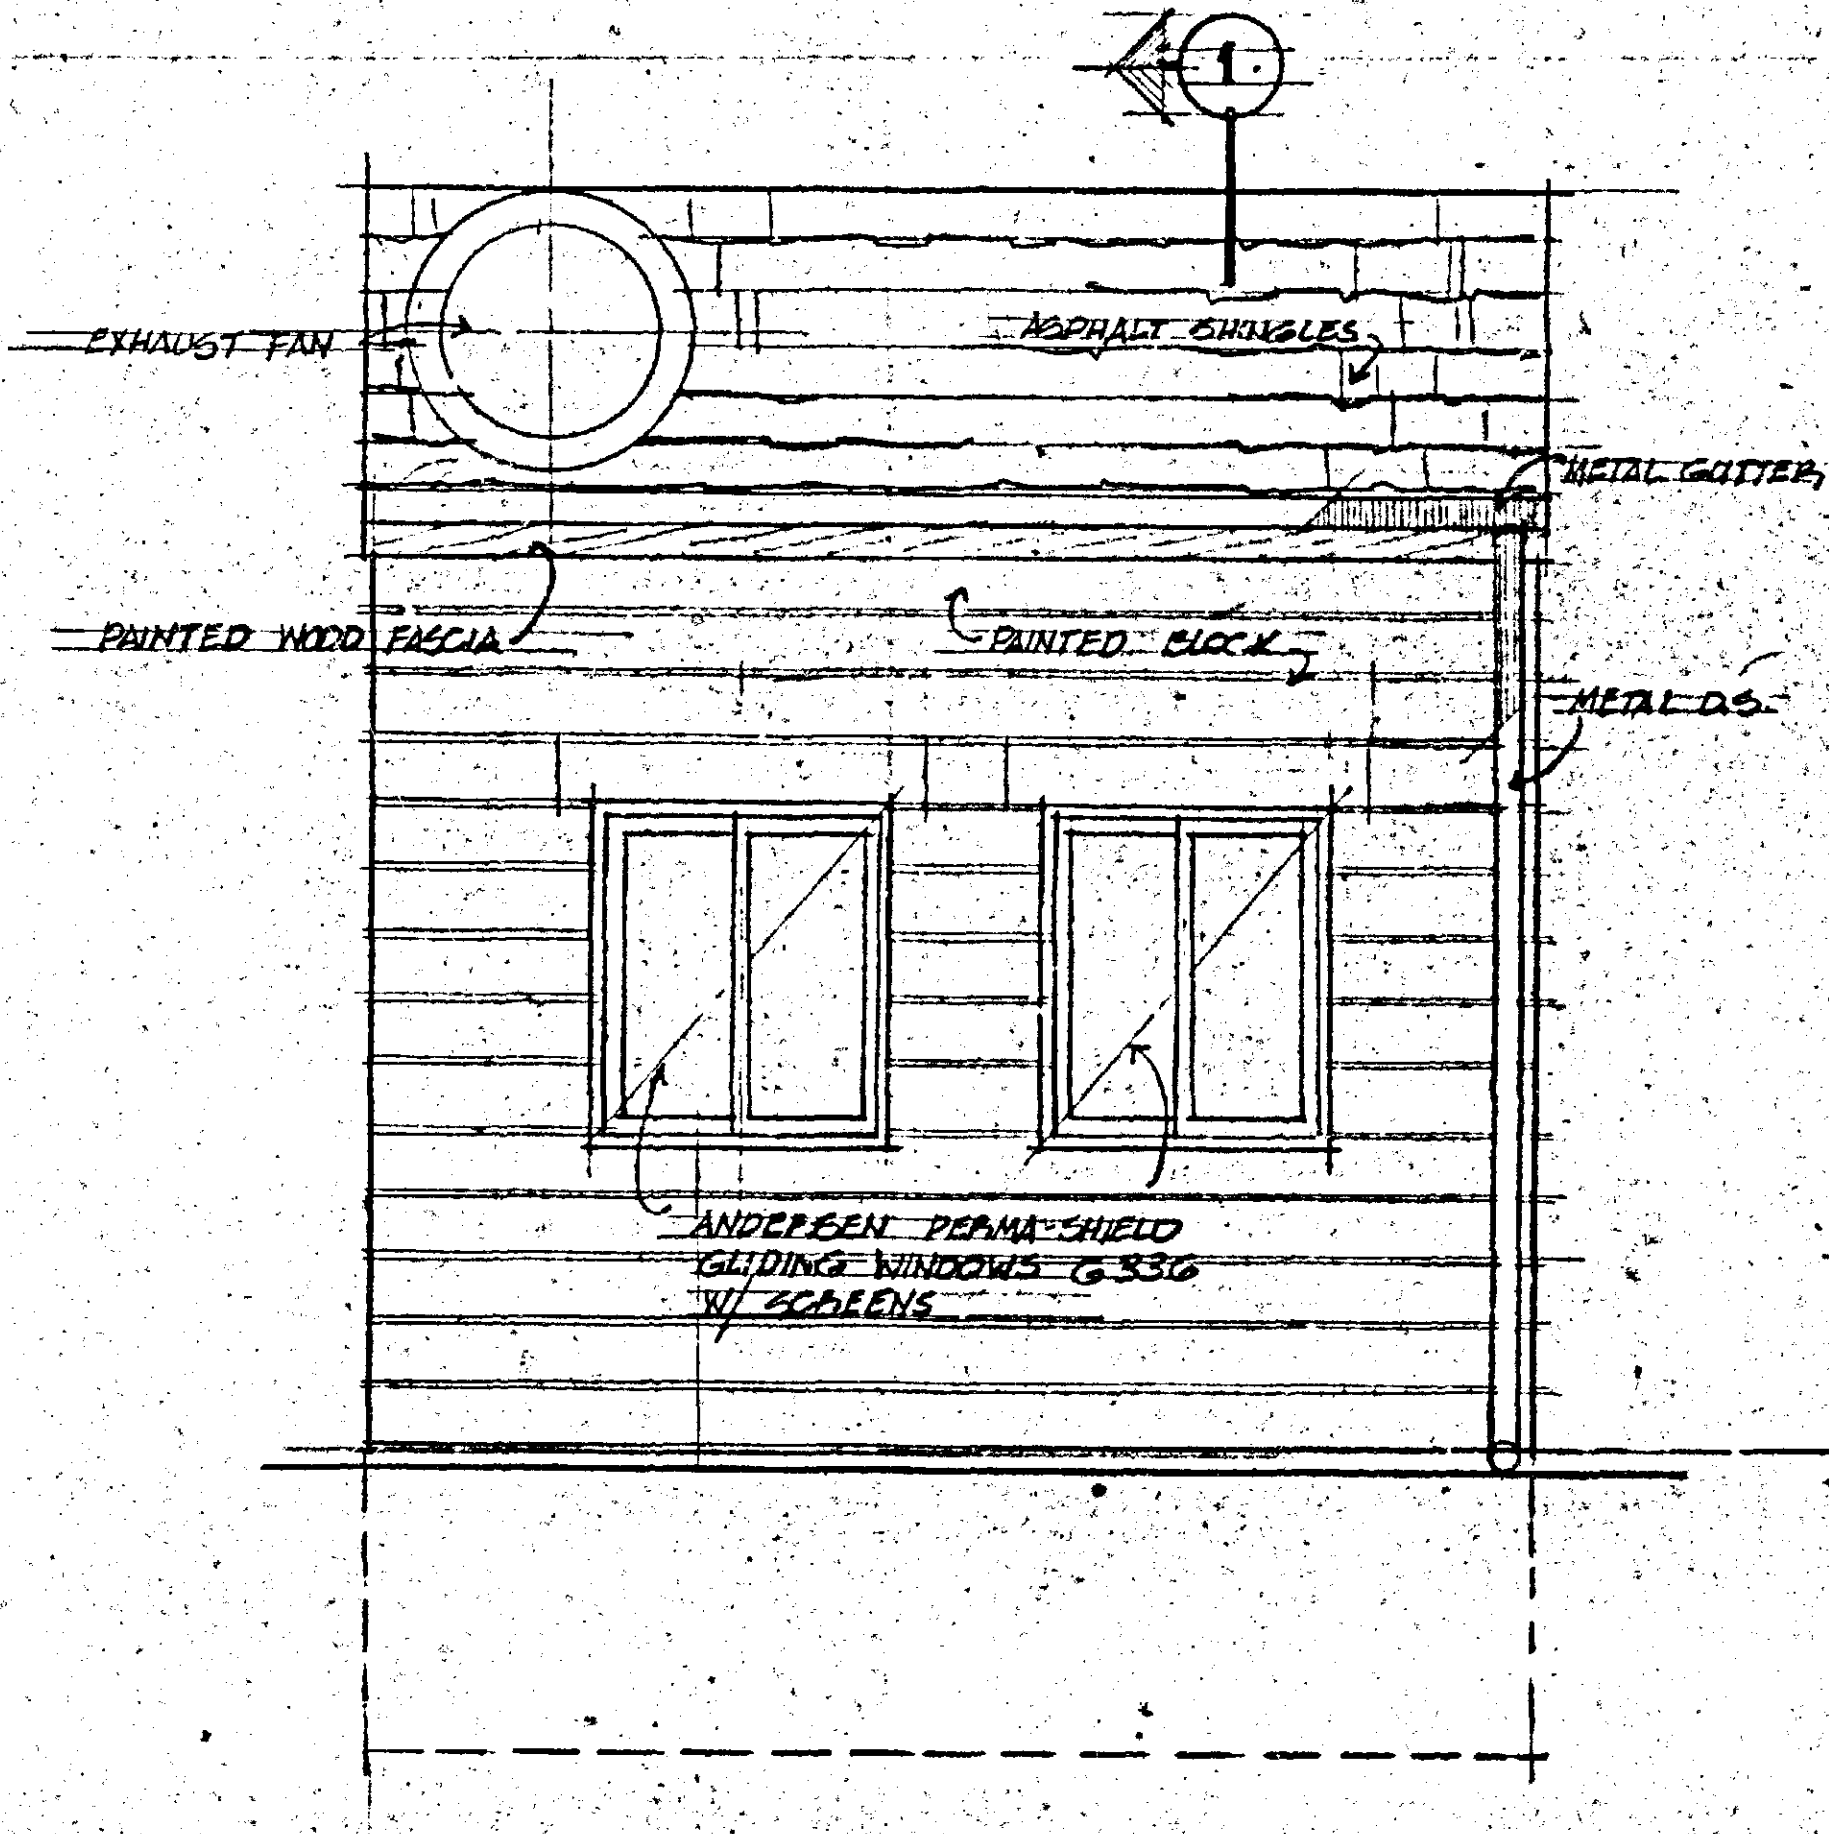 1
EXHAUST FAN
ASPHALT SHINGLES
METAL GUTTER
PAINTED WOOD FASCIA
PAINTED BLOCK
METAL D.S.
ANDERSEN PERMA-SHIELD
GLIDING WINDOWS G336
W/ SCREENS